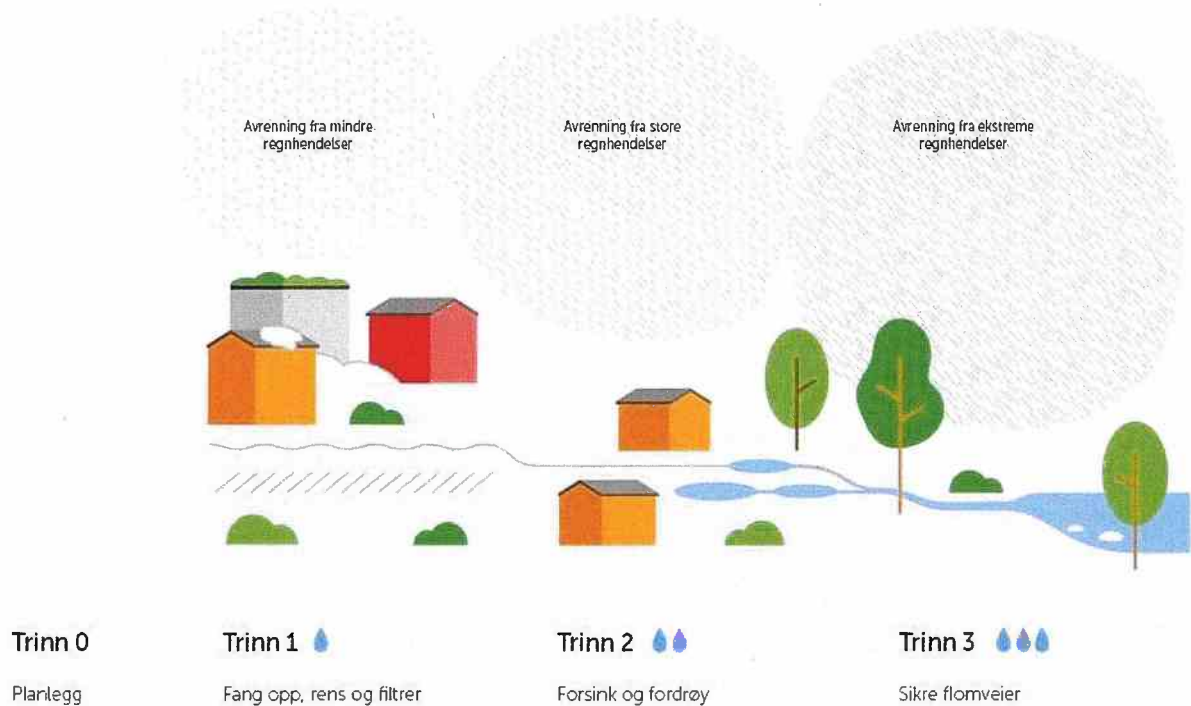 Avrenning fra mindre
regnhendelser
Avrenning fra store
regnhendelser
Avrenning fra ekstreme
regnhendelser
Trinn 0
Planlegg
Trinn 1
Fang opp, rens og filtrer
Trinn 2
Forsink og fordrøy
Trinn 3
Sikre flomveier